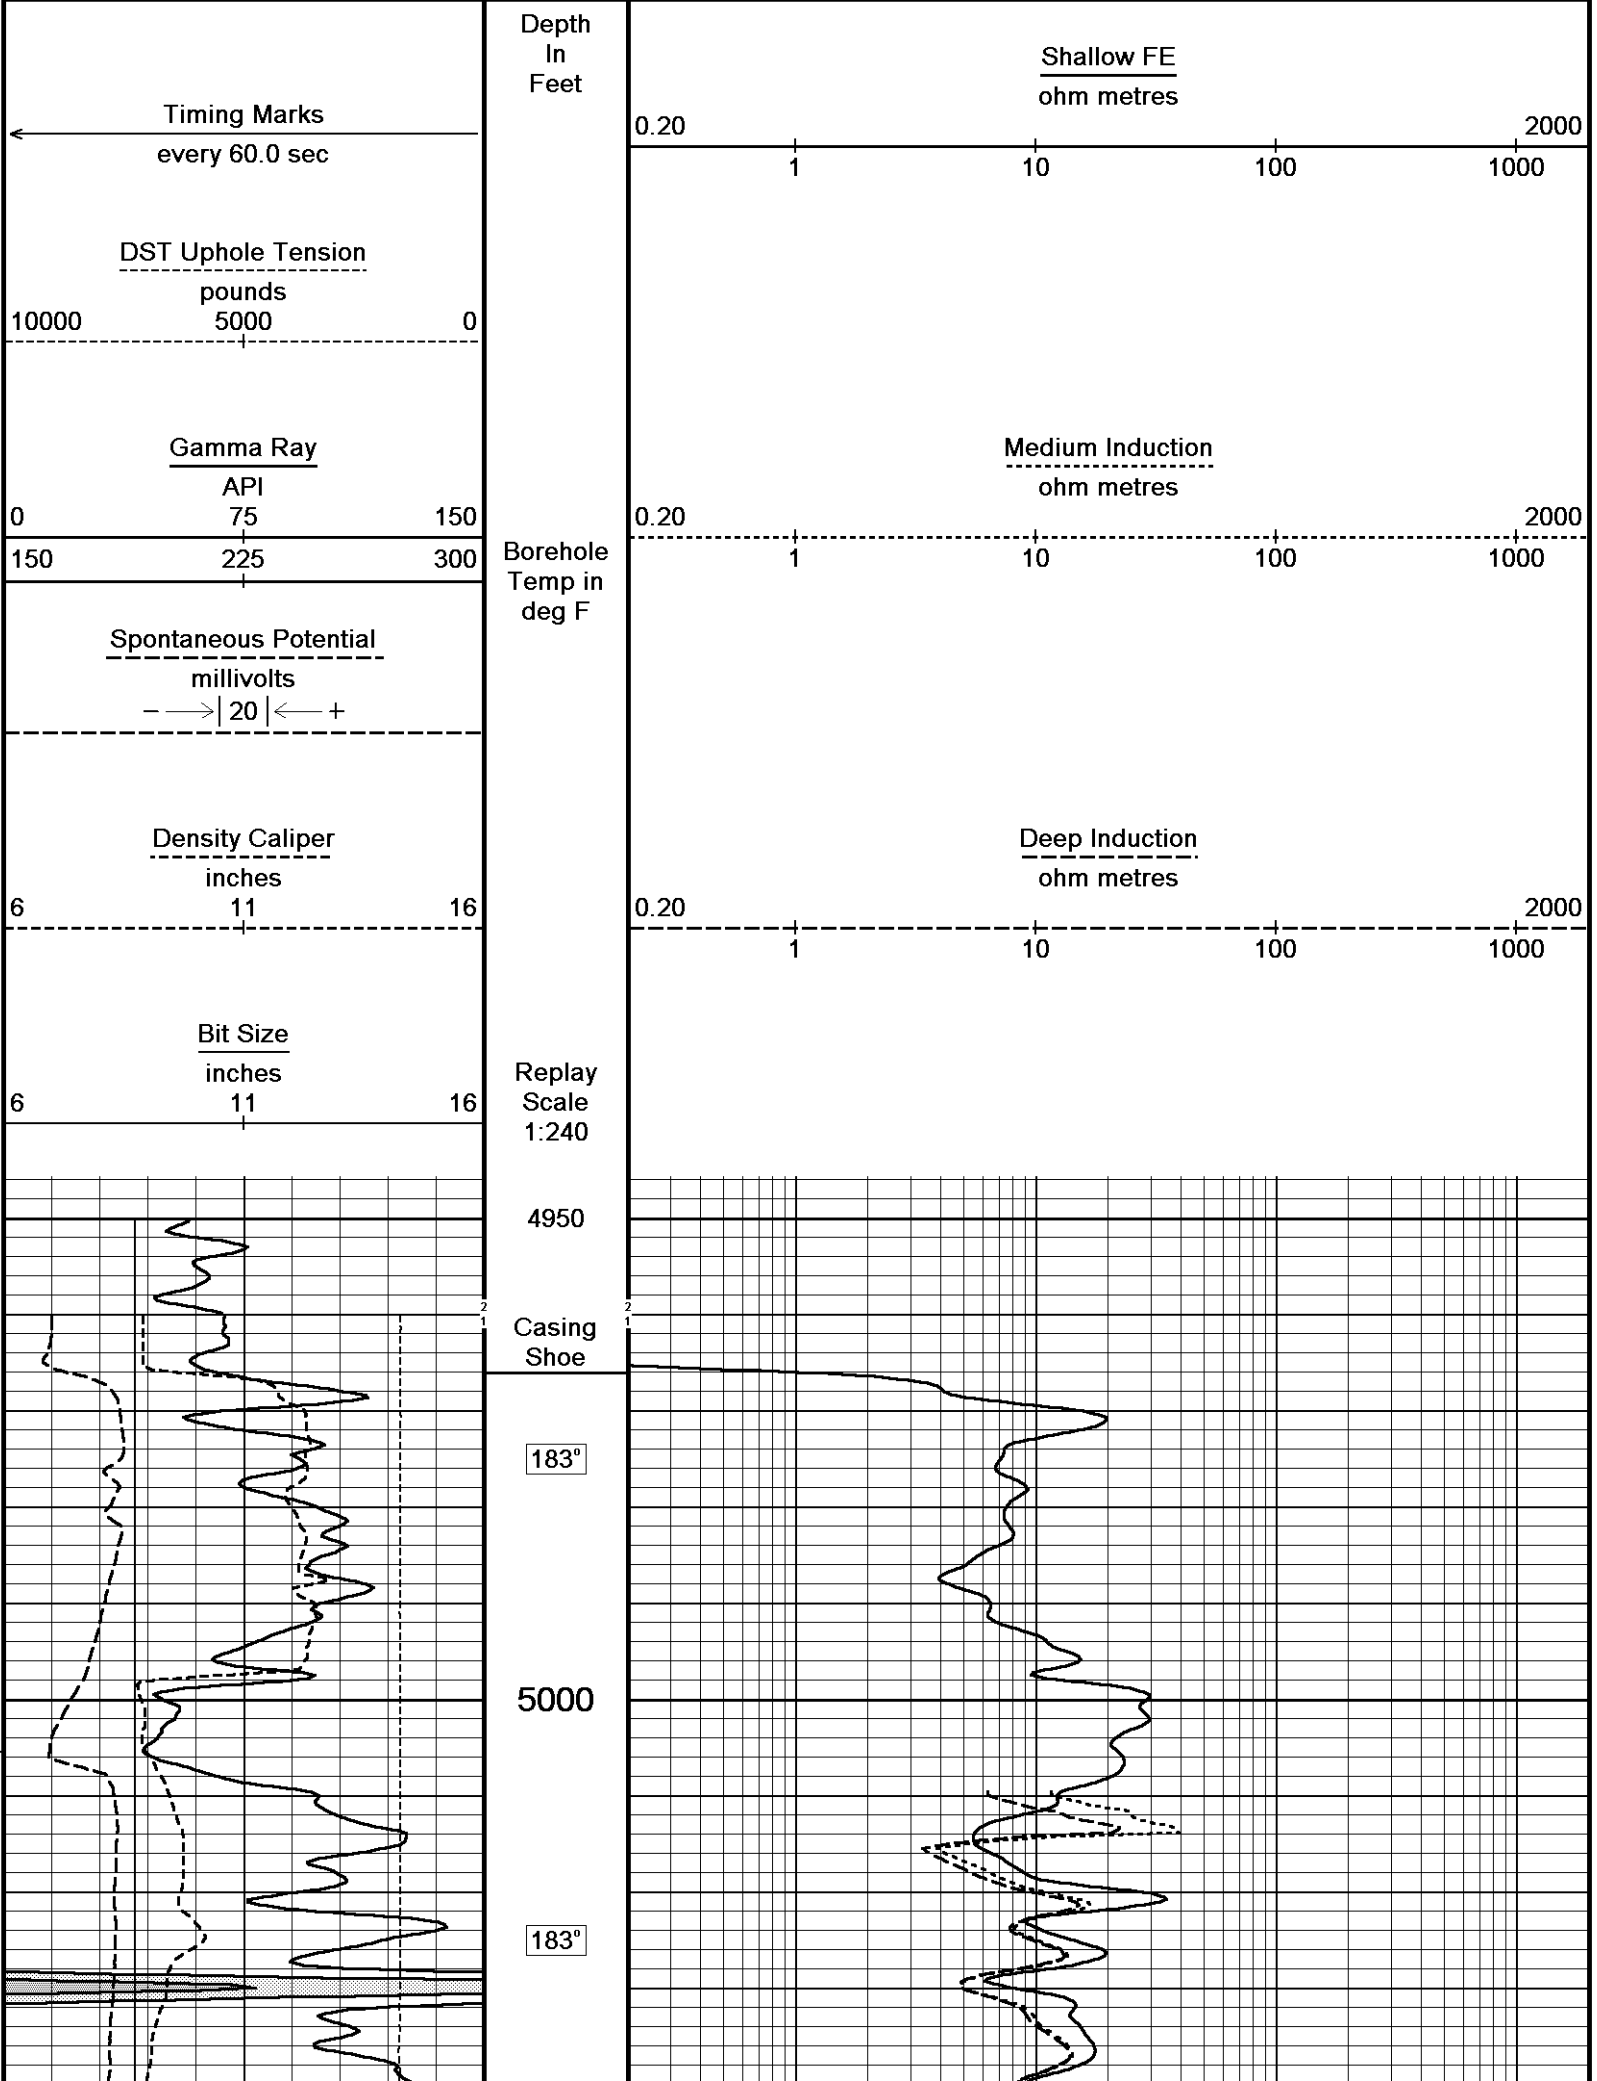 Timing Marks
every 60.0 sec
DST Uphole Tension
pounds
10000 5000 0
Gamma Ray
API
0 75 150
150 225 300
Spontaneous Potential
millivolts
− 20 +
Density Caliper
inches
6 11 16
Bit Size
inches
6 11 16
Depth
In
Feet
Borehole
Temp in
deg F
Replay
Scale
1:240
4950
2 2
1 1
Casing
Shoe
183°
5000
183°
Shallow FE
ohm metres
0.20 2000
1 10 100 1000
Medium Induction
ohm metres
0.20 2000
1 10 100 1000
Deep Induction
ohm metres
0.20 2000
1 10 100 1000